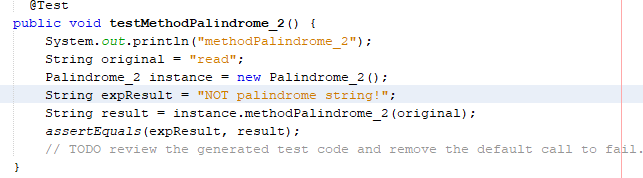 @Test
public void testMethodPalindrome_2() {
System.out.println("methodPalindrome_2");
String original = "read";
Palindrome_2 instance = new Palindrome_2();
String expResult = "NOT palindrome string!";
String result = instance.methodPalindrome_2(original);
assertEquals(expResult, result);
// TODO review the generated test code and remove the default call to fail.
}